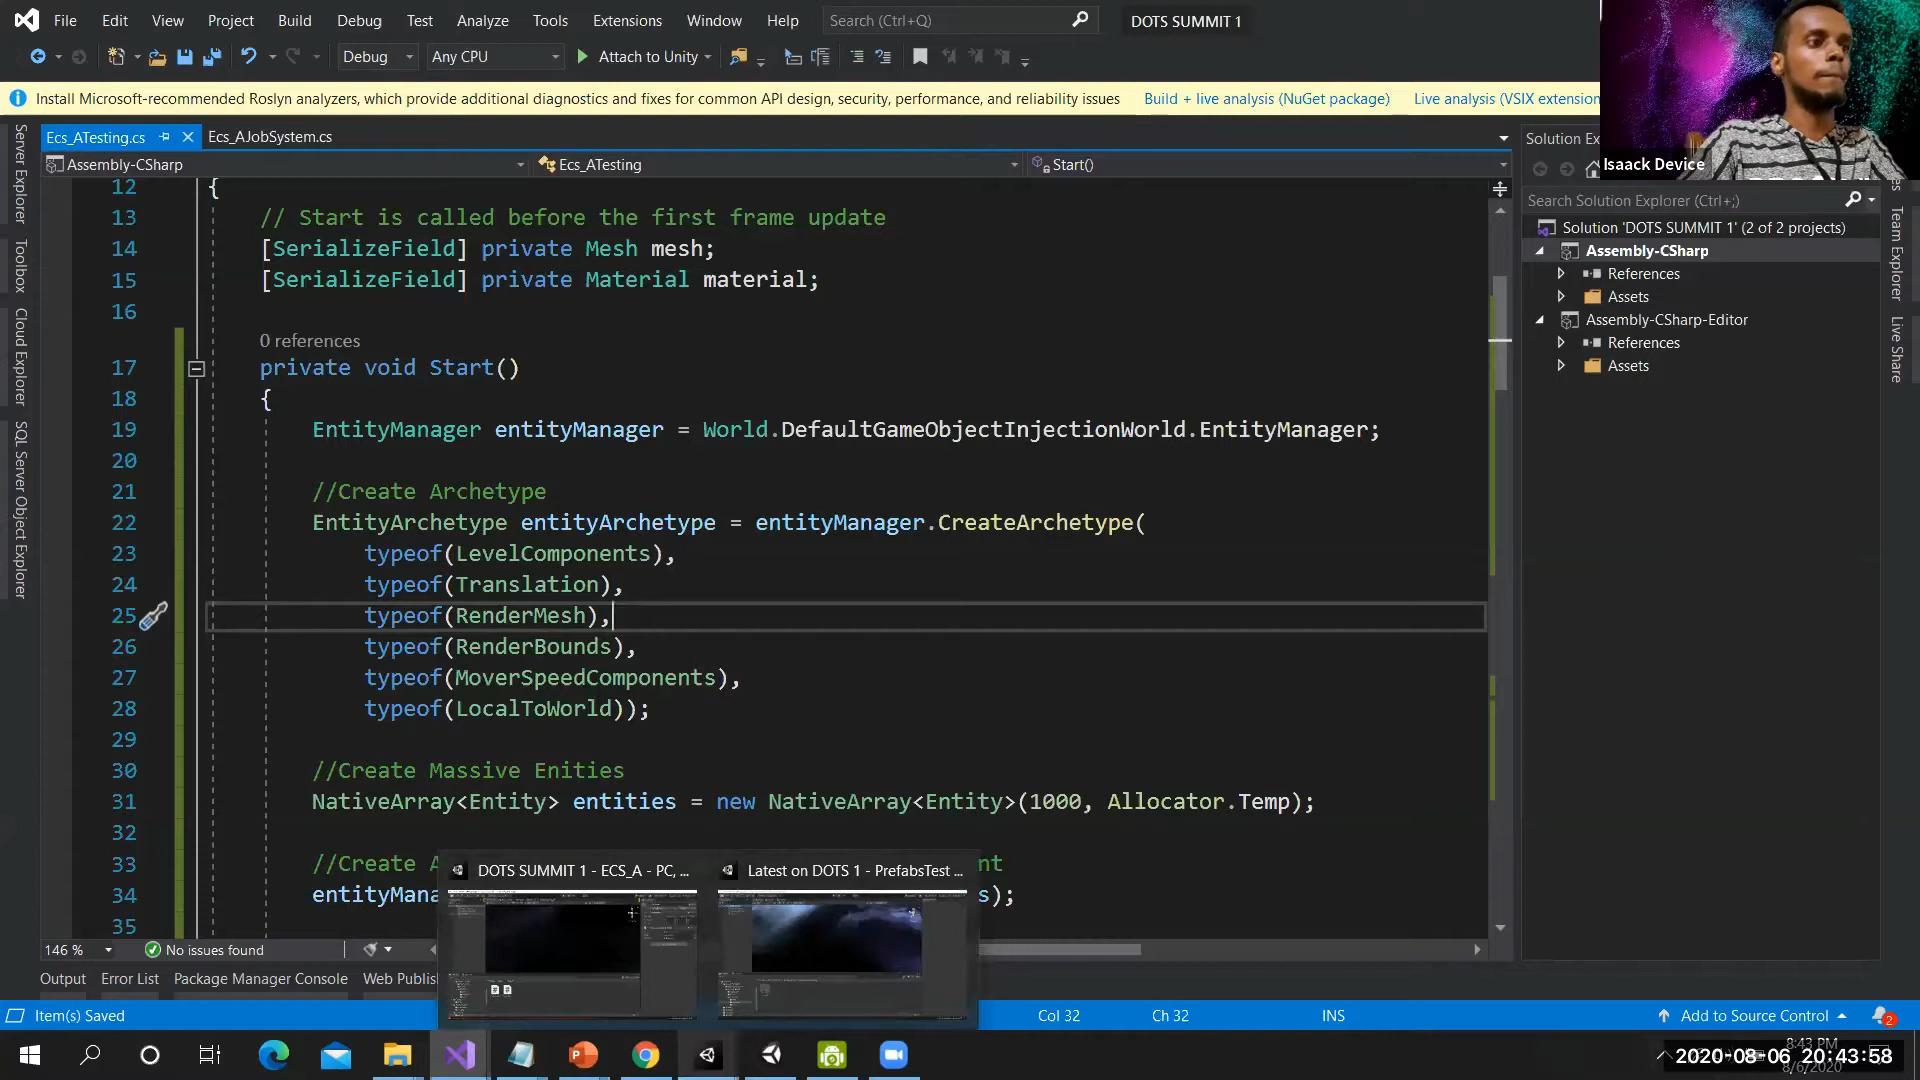 File Edit View Project Build Debug Test Analyze Tools Extensions Window Help Search (Ctrl+Q) DOTS SUMMIT 1
Debug Any CPU Attach to Unity
Install Microsoft-recommended Roslyn analyzers, which provide additional diagnostics and fixes for common API design, security, performance, and reliability issues Build + live analysis (NuGet package) Live analysis (VSIX extension
Ecs_ATesting.cs Ecs_AJobSystem.cs
Assembly-CSharp Ecs_ATesting Start()
12 {
13 // Start is called before the first frame update
14 [SerializeField] private Mesh mesh;
15 [SerializeField] private Material material;
16
0 references
17 private void Start()
18 {
19 EntityManager entityManager = World.DefaultGameObjectInjectionWorld.EntityManager;
20
21 //Create Archetype
22 EntityArchetype entityArchetype = entityManager.CreateArchetype(
23 typeof(LevelComponents),
24 typeof(Translation),
25 typeof(RenderMesh),
26 typeof(RenderBounds),
27 typeof(MoverSpeedComponents),
28 typeof(LocalToWorld));
29
30 //Create Massive Enities
31 NativeArray<Entity> entities = new NativeArray<Entity>(1000, Allocator.Temp);
32
33 //Create A nt
34 entityMana s);
35
DOTS SUMMIT 1 - ECS_A - PC, ... Latest on DOTS 1 - PrefabsTest ...
146 % No issues found
Output Error List Package Manager Console Web Publis
Item(s) Saved Col 32 Ch 32 INS Add to Source Control 2
Server Explorer
Toolbox
Cloud Explorer
SQL Server Object Explorer
Solution Ex
Isaack Device
Search Solution Explorer (Ctrl+;)
Solution 'DOTS SUMMIT 1' (2 of 2 projects)
Assembly-CSharp
References
Assets
Assembly-CSharp-Editor
References
Assets
es
Team Explorer
Live Share
8:43 PM
2020-08-06 20:43:58
8/6/2020